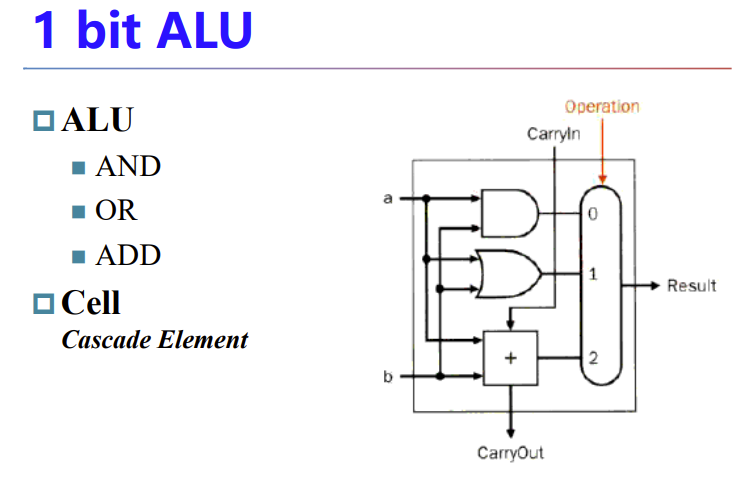 1 bit ALU
ALU
AND
OR
ADD
Cell
Cascade Element
Operation
CarryIn
a
0
1
Result
+
2
b
CarryOut